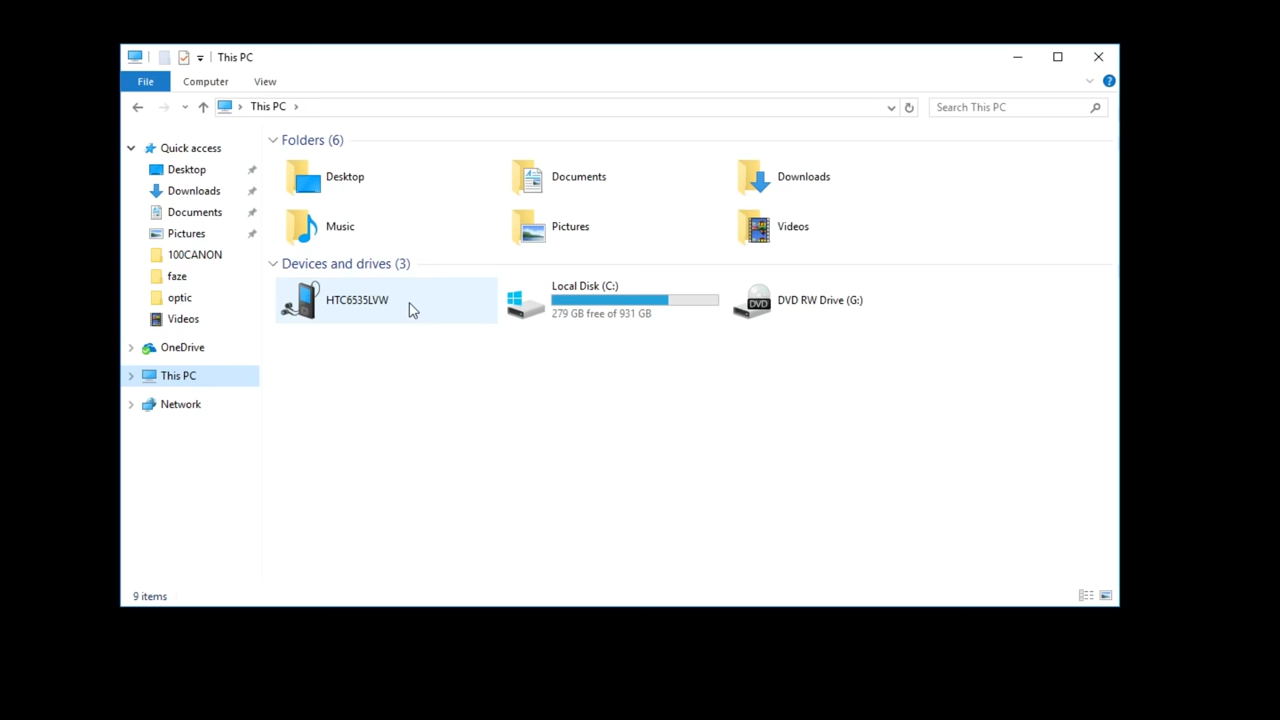 This PC
File Computer View
This PC
Search This PC
Quick access
Desktop
Downloads
Documents
Pictures
100CANON
faze
optic
Videos
OneDrive
This PC
Network
Folders (6)
Desktop
Documents
Downloads
Music
Pictures
Videos
Devices and drives (3)
HTC6535LVW
Local Disk (C:)
279 GB free of 931 GB
DVD
DVD RW Drive (G:)
9 items